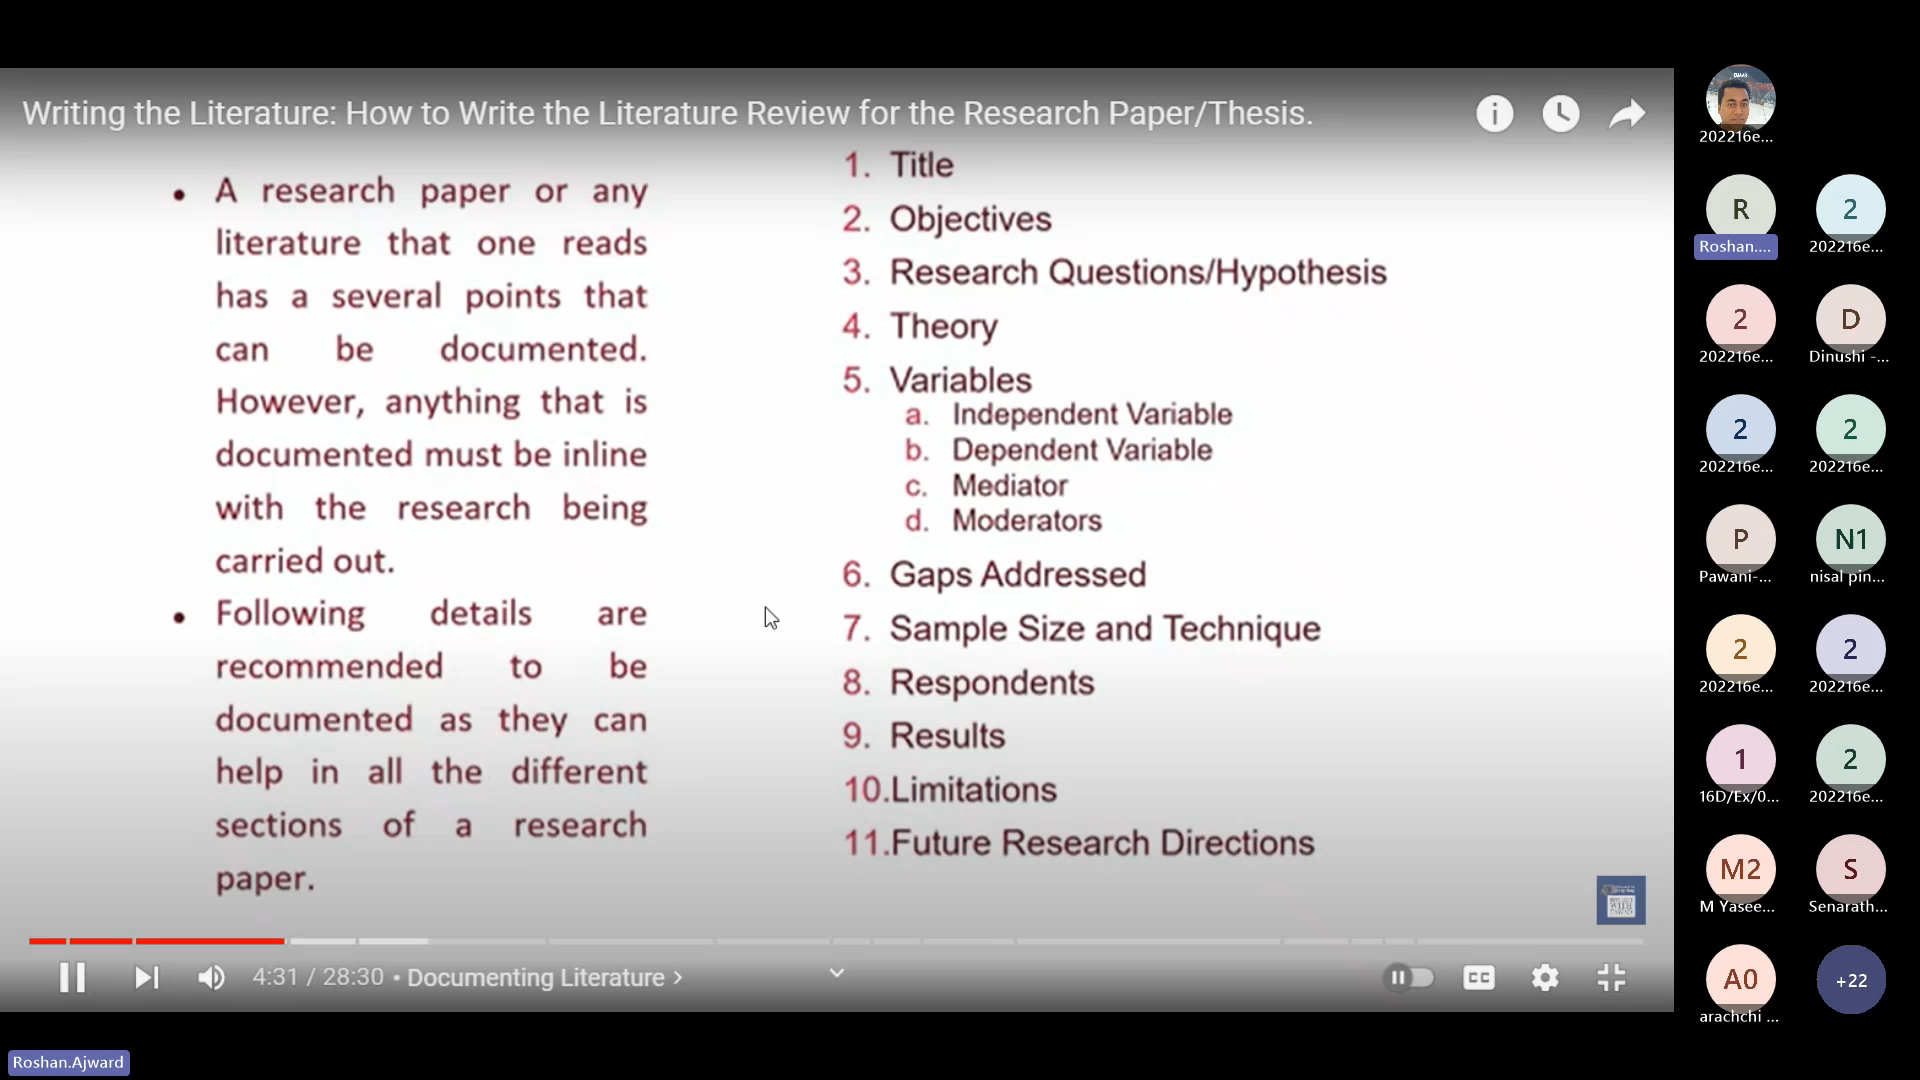 Writing the Literature: How to Write the Literature Review for the Research Paper/Thesis.
• A research paper or any
literature that one reads
has a several points that
can be documented.
However, anything that is
documented must be inline
with the research being
carried out.
• Following details are
recommended to be
documented as they can
help in all the different
sections of a research
paper.
1. Title
2. Objectives
3. Research Questions/Hypothesis
4. Theory
5. Variables
a. Independent Variable
b. Dependent Variable
c. Mediator
d. Moderators
6. Gaps Addressed
7. Sample Size and Technique
8. Respondents
9. Results
10.Limitations
11.Future Research Directions
4:31 / 28:30 • Documenting Literature >
CC
Roshan.Ajward
202216e...
R
Roshan....
2
202216e...
2
202216e...
D
Dinushi -...
2
202216e...
2
202216e...
P
Pawani-...
N1
nisal pin...
2
202216e...
2
202216e...
1
16D/Ex/0...
2
202216e...
M2
M Yasee...
S
Senarath...
A0
arachchi ...
+22